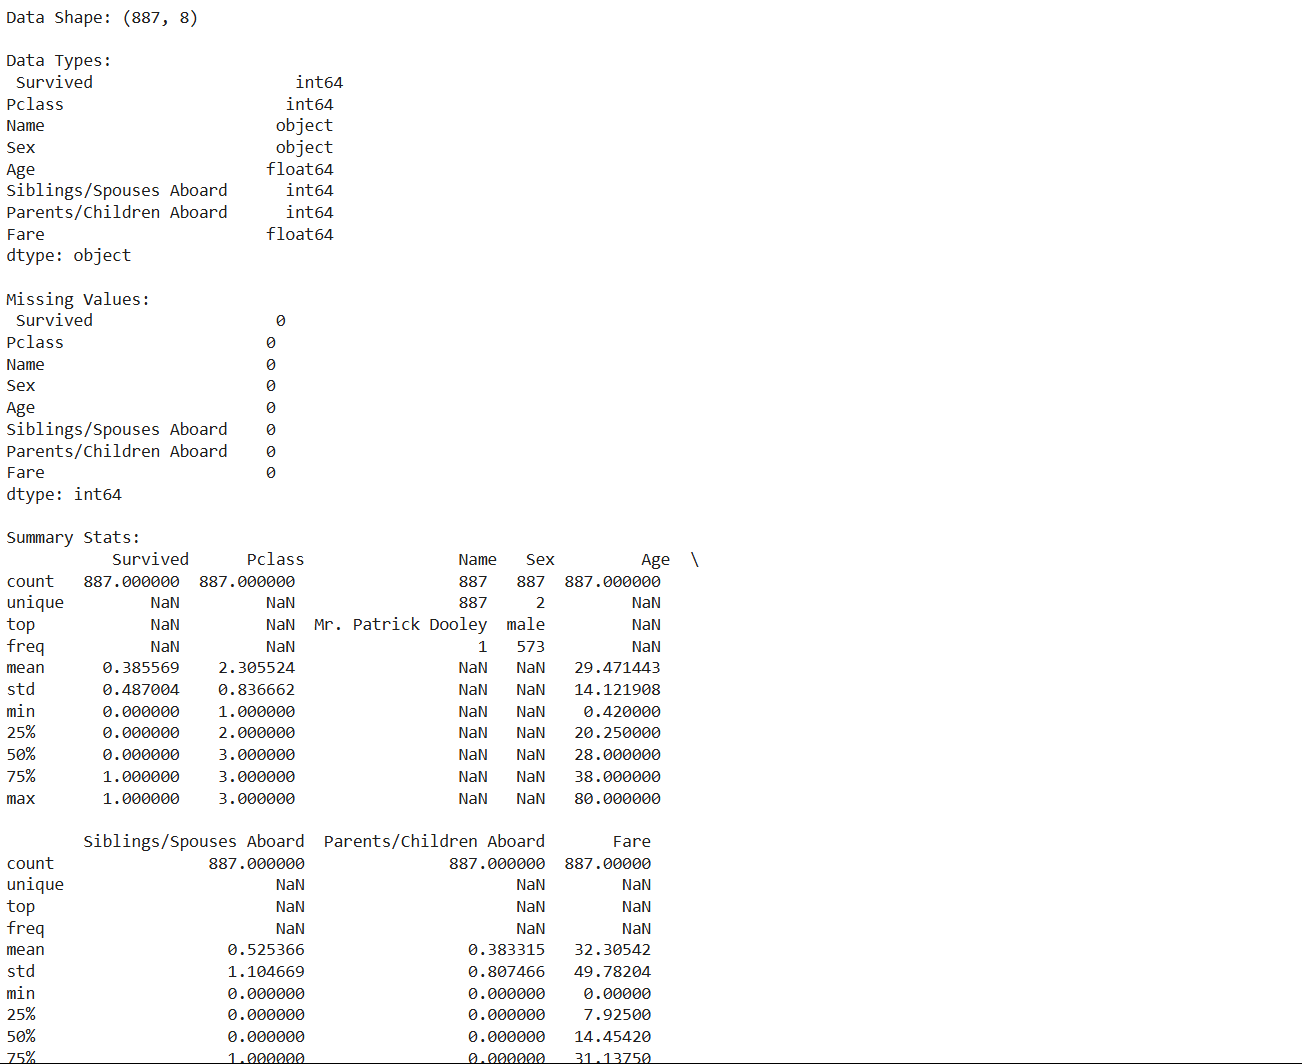 Data Shape: (887, 8)
Data Types:
Survived int64
Pclass int64
Name object
Sex object
Age float64
Siblings/Spouses Aboard int64
Parents/Children Aboard int64
Fare float64
dtype: object
Missing Values:
Survived 0
Pclass 0
Name 0
Sex 0
Age 0
Siblings/Spouses Aboard 0
Parents/Children Aboard 0
Fare 0
dtype: int64
Summary Stats:
Survived Pclass Name Sex Age \
count 887.000000 887.000000 887 887 887.000000
unique NaN NaN 887 2 NaN
top NaN NaN Mr. Patrick Dooley male NaN
freq NaN NaN 1 573 NaN
mean 0.385569 2.305524 NaN NaN 29.471443
std 0.487004 0.836662 NaN NaN 14.121908
min 0.000000 1.000000 NaN NaN 0.420000
25% 0.000000 2.000000 NaN NaN 20.250000
50% 0.000000 3.000000 NaN NaN 28.000000
75% 1.000000 3.000000 NaN NaN 38.000000
max 1.000000 3.000000 NaN NaN 80.000000
Siblings/Spouses Aboard Parents/Children Aboard Fare
count 887.000000 887.000000 887.00000
unique NaN NaN NaN
top NaN NaN NaN
freq NaN NaN NaN
mean 0.525366 0.383315 32.30542
std 1.104669 0.807466 49.78204
min 0.000000 0.000000 0.00000
25% 0.000000 0.000000 7.92500
50% 0.000000 0.000000 14.45420
75% 1.000000 0.000000 31.13750